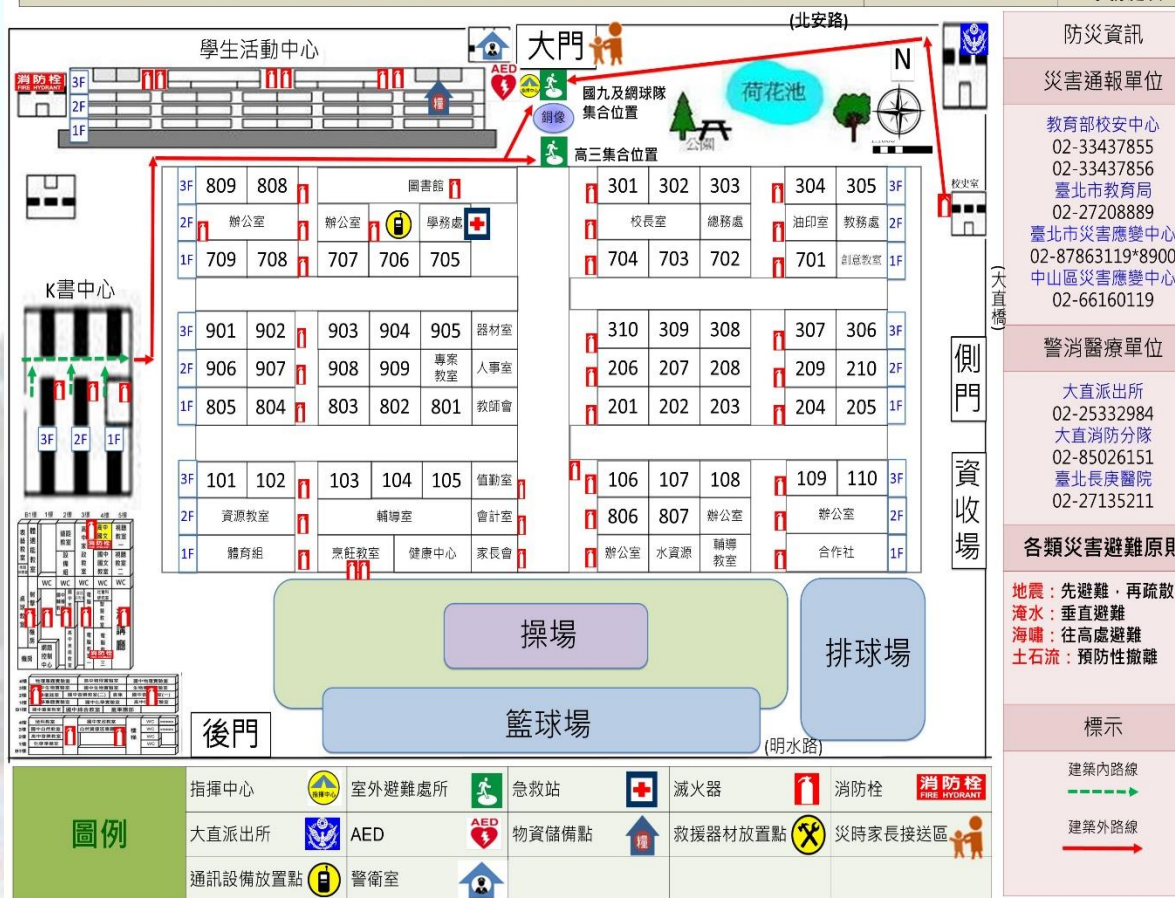 (北安路)
學生活動中心
大門
消防栓
FIRE HYDRANT
3F
2F
1F
糧
AED
指揮中心
國九及網球隊
集合位置
銅像
高三集合位置
荷花池
公園
N
校史室
(大直橋)
K書中心
3F 2F 1F
3F 809 808 圖書館 301 302 303 304 305 3F
2F 辦公室 辦公室 學務處 校長室 總務處 油印室 教務處 2F
1F 709 708 707 706 705 704 703 702 701 創意教室 1F
3F 901 902 903 904 905 器材室 310 309 308 307 306 3F
2F 906 907 908 909 專案教室 人事室 206 207 208 209 210 2F
1F 805 804 803 802 801 教師會 201 202 203 204 205 1F
3F 101 102 103 104 105 值勤室 106 107 108 109 110 3F
2F 資源教室 輔導室 會計室 806 807 辦公室 辦公室 2F
1F 體育組 烹飪教室 健康中心 家長會 辦公室 水資源 輔導教室 合作社 1F
側門
資收場
操場
籃球場
排球場
後門
(明水路)
防災資訊
災害通報單位
教育部校安中心
02-33437855
02-33437856
臺北市教育局
02-27208889
臺北市災害應變中心
02-87863119*8900
中山區災害應變中心
02-66160119
警消醫療單位
大直派出所
02-25332984
大直消防分隊
02-85026151
臺北長庚醫院
02-27135211
各類災害避難原則
地震：先避難，再疏散
淹水：垂直避難
海嘯：往高處避難
土石流：預防性撤離
標示
建築內路線
建築外路線
圖例
指揮中心 指揮中心 室外避難處所 急救站 滅火器 消防栓 消防栓 FIRE HYDRANT
大直派出所 AED AED 物資儲備點 糧 救援器材放置點 災時家長接送區
通訊設備放置點 警衛室